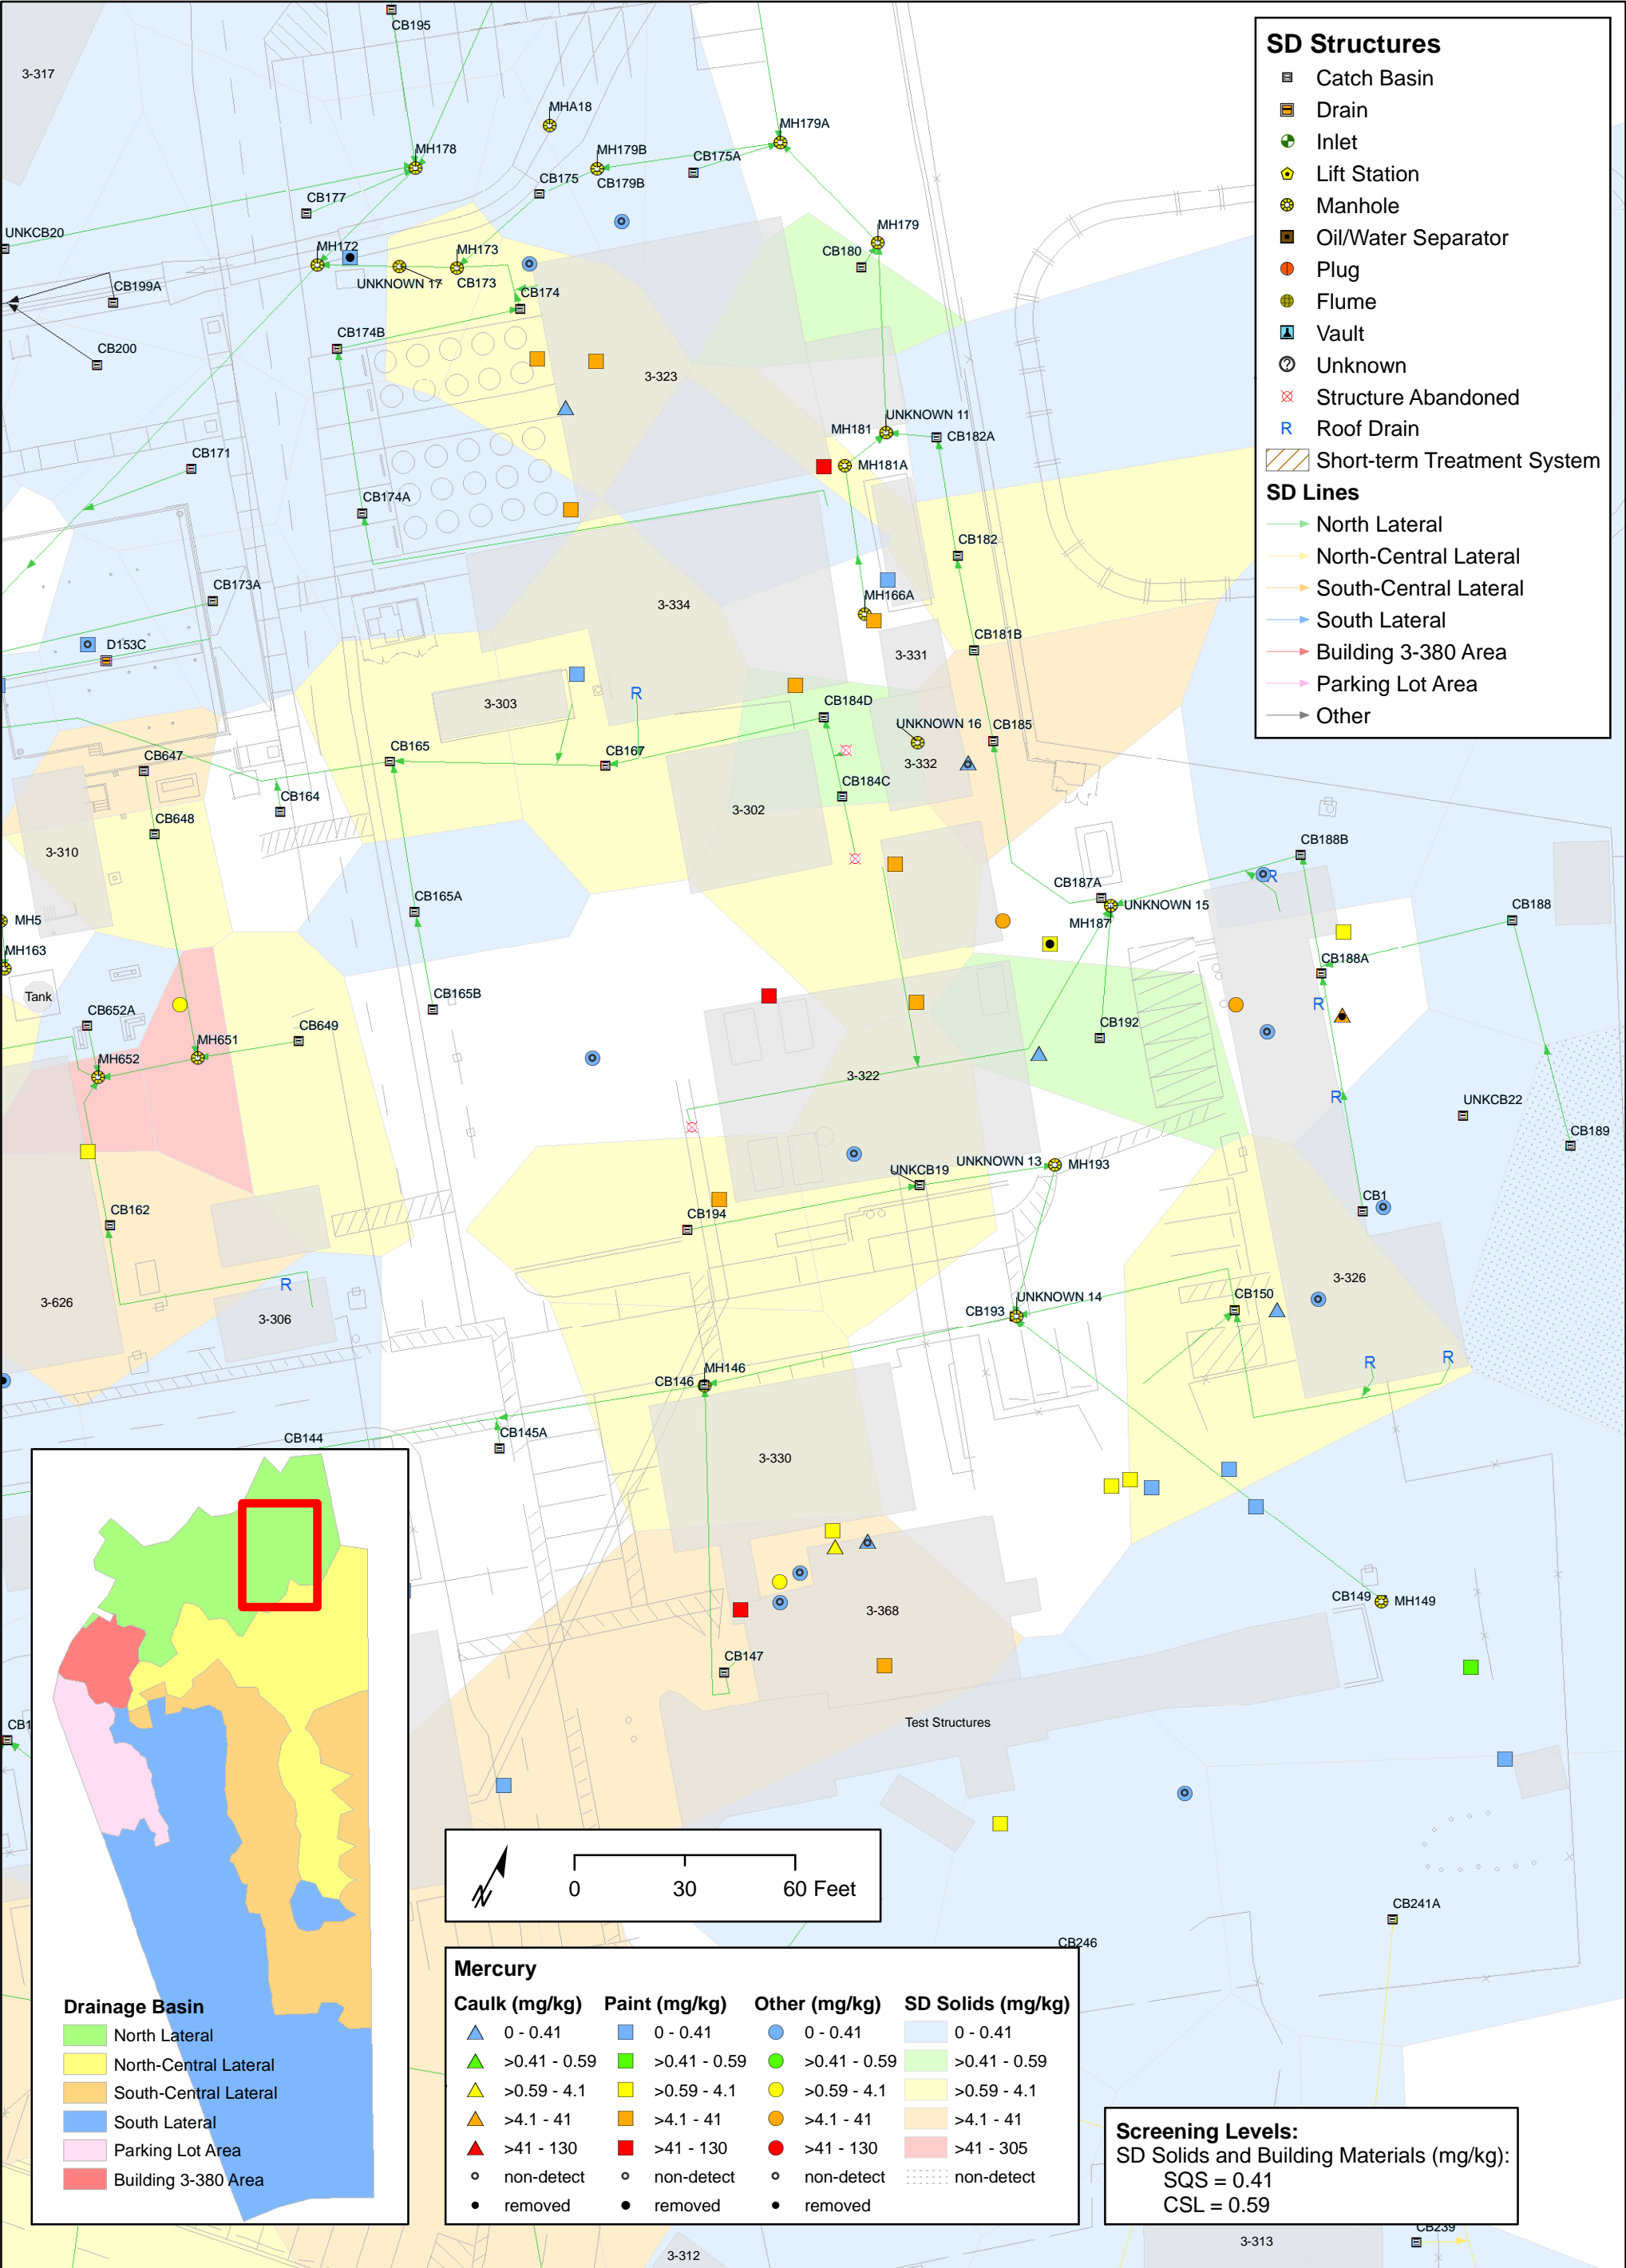 CB195
3-317
MHA18
MH179A
MH178
MH179B
CB175A
CB179B
CB175
CB177
UNKCB20
MH172
MH173
MH179
CB180
UNKNOWN 17
CB173
CB199A
CB174
CB174B
CB200
3-323
UNKNOWN 11
MH181
CB182A
MH181A
CB171
CB174A
CB182
CB173A
3-334
MH166A
D153C
CB181B
3-331
R
3-303
CB184D
UNKNOWN 16
CB185
CB165
CB167
3-332
CB647
CB164
CB184C
3-302
CB648
3-310
CB188B
R
CB187A
UNKNOWN 15
CB188
MH187
CB165A
MH5
MH163
CB188A
Tank
CB165B
R
CB652A
CB649
MH651
CB192
MH652
3-322
R
UNKCB22
CB189
UNKNOWN 13
MH193
UNKCB19
CB1
CB162
CB194
3-326
R
3-626
3-306
CB193
UNKNOWN 14
CB150
R
R
MH146
CB146
CB144
CB145A
3-330
CB149
MH149
3-368
CB147
Test Structures
CB1
CB241A
CB246
CB239
3-313
3-312
SD Structures
Catch Basin
Drain
Inlet
Lift Station
Manhole
Oil/Water Separator
Plug
Flume
Vault
? Unknown
Structure Abandoned
R Roof Drain
Short-term Treatment System
SD Lines
North Lateral
North-Central Lateral
South-Central Lateral
South Lateral
Building 3-380 Area
Parking Lot Area
Other
Drainage Basin
North Lateral
North-Central Lateral
South-Central Lateral
South Lateral
Parking Lot Area
Building 3-380 Area
N
0 30 60 Feet
Mercury
Caulk (mg/kg) Paint (mg/kg) Other (mg/kg) SD Solids (mg/kg)
0 - 0.41 0 - 0.41 0 - 0.41 0 - 0.41
>0.41 - 0.59 >0.41 - 0.59 >0.41 - 0.59 >0.41 - 0.59
>0.59 - 4.1 >0.59 - 4.1 >0.59 - 4.1 >0.59 - 4.1
>4.1 - 41 >4.1 - 41 >4.1 - 41 >4.1 - 41
>41 - 130 >41 - 130 >41 - 130 >41 - 305
non-detect non-detect non-detect non-detect
removed removed removed
Screening Levels:
SD Solids and Building Materials (mg/kg):
SQS = 0.41
CSL = 0.59